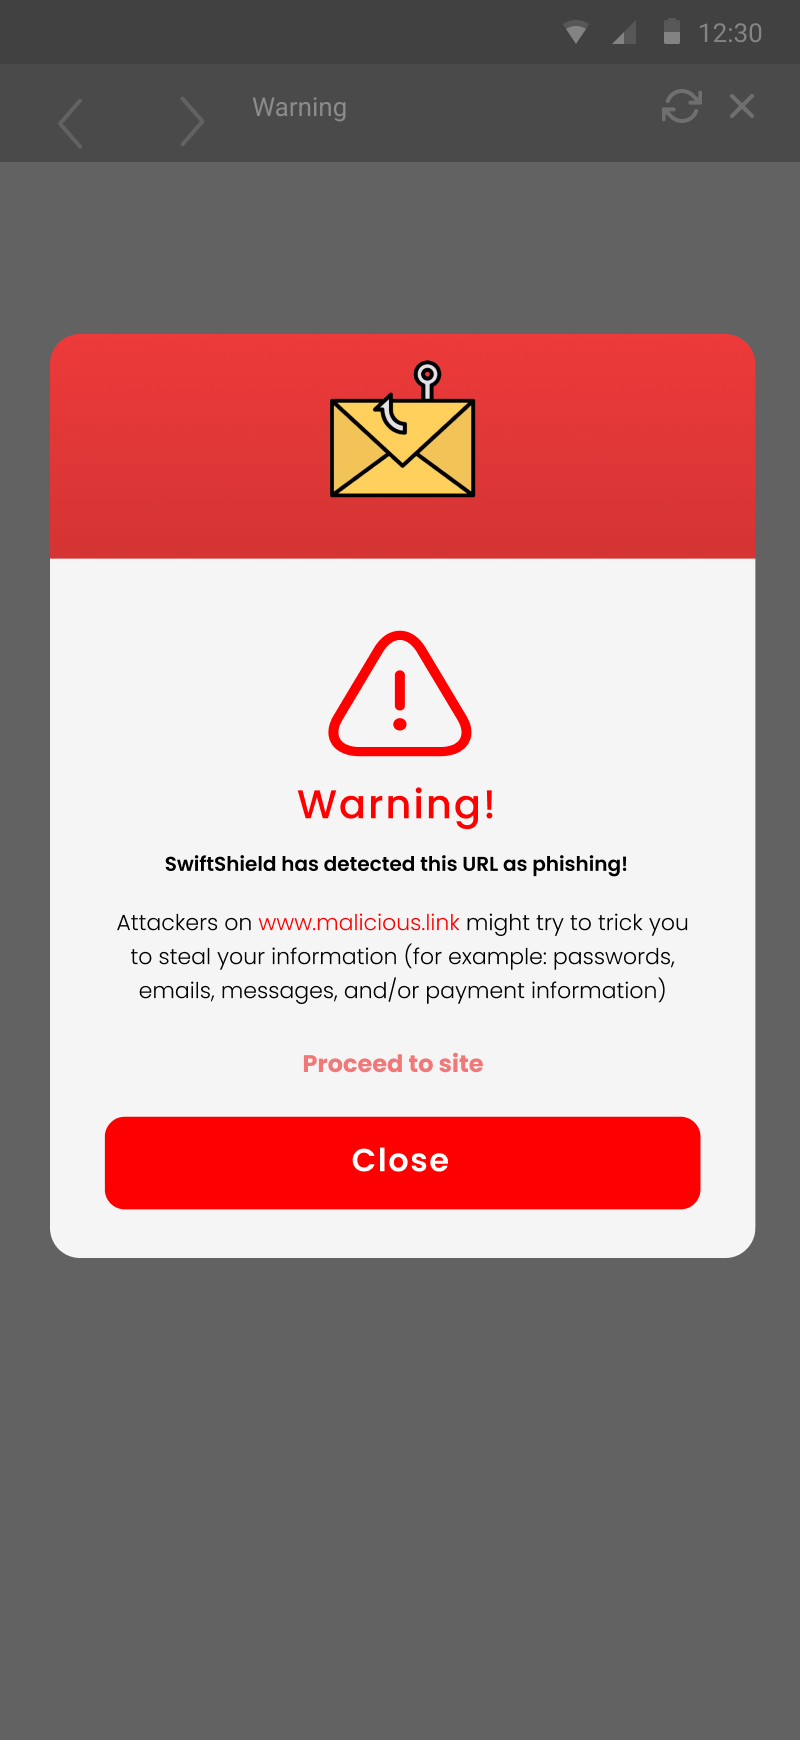 12:30
Warning
Warning!
SwiftShield has detected this URL as phishing!
Attackers on www.malicious.link might try to trick you
to steal your information (for example: passwords,
emails, messages, and/or payment information)
Proceed to site
Close